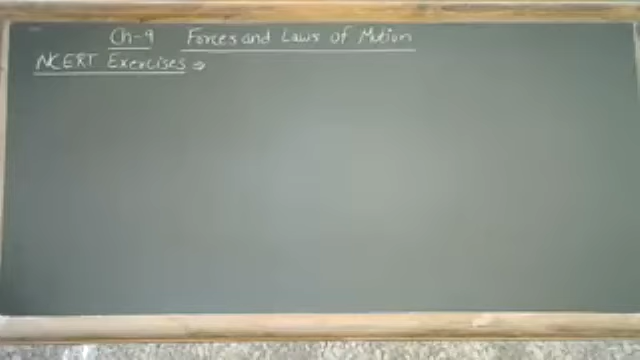 Ch-9 Forces and Laws of Motion
NCERT Exercises ⇒